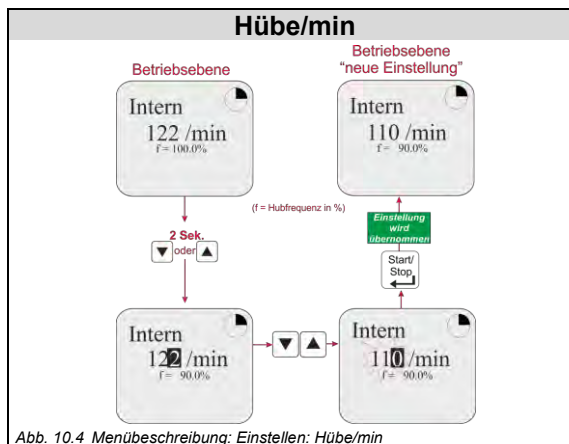 Hübe/min
Betriebsebene
Betriebsebene
"neue Einstellung"
Intern
122 /min
f = 100.0%
Intern
110 /min
f = 90.0%
(f = Hubfrequenz in %)
2 Sek.
oder
Einstellung
wird
übernommen
Start/
Stop
Intern
122 /min
f = 90.0%
Intern
110 /min
f = 90.0%
Abb. 10.4 Menübeschreibung: Einstellen: Hübe/min